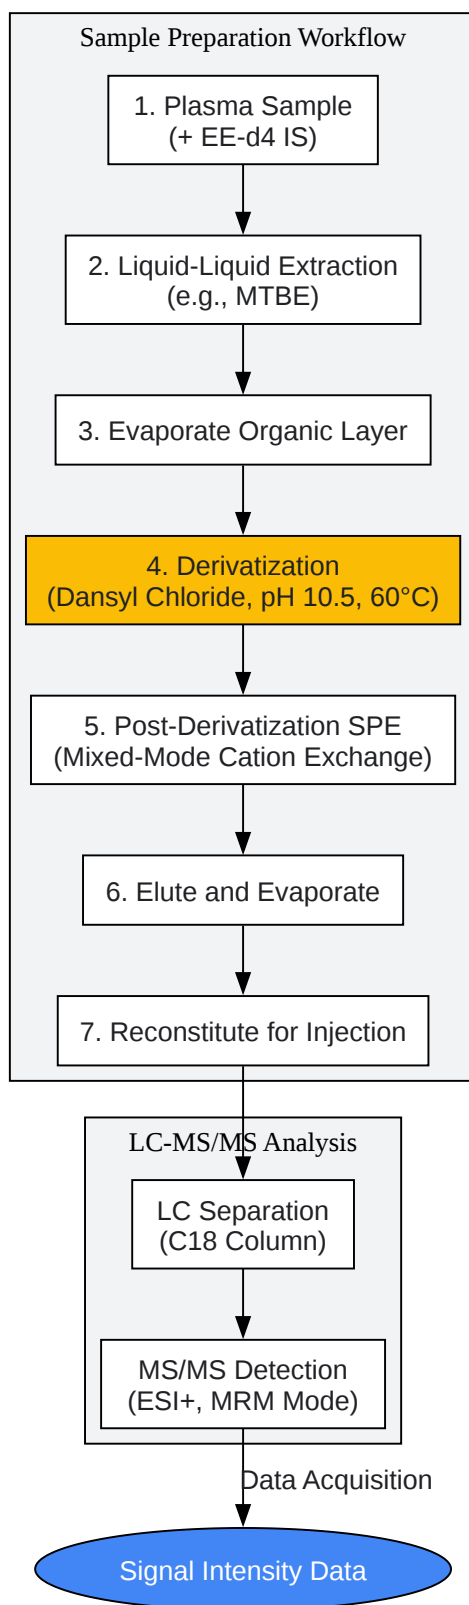 Sample Preparation Workflow
1. Plasma Sample
(+ EE-d4 IS)
2. Liquid-Liquid Extraction
(e.g., MTBE)
3. Evaporate Organic Layer
4. Derivatization
(Dansyl Chloride, pH 10.5, 60°C)
5. Post-Derivatization SPE
(Mixed-Mode Cation Exchange)
6. Elute and Evaporate
7. Reconstitute for Injection
LC-MS/MS Analysis
LC Separation
(C18 Column)
MS/MS Detection
(ESI+, MRM Mode)
Data Acquisition
Signal Intensity Data